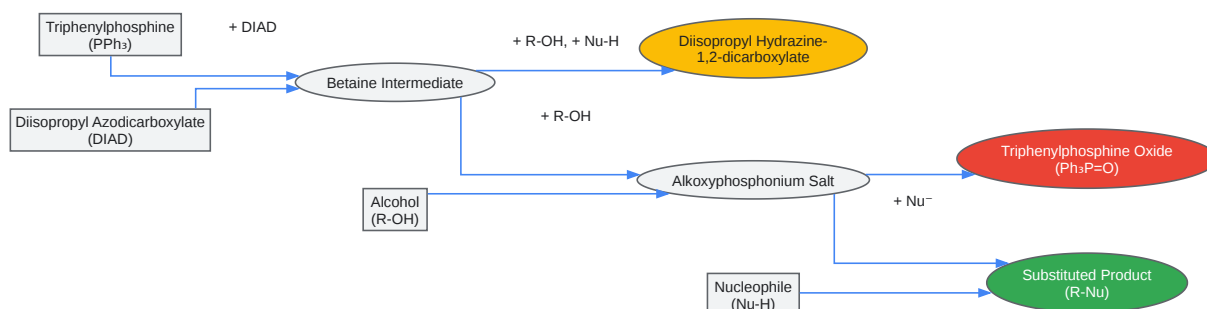 Triphenylphosphine
(PPh₃)
+ DIAD
Diisopropyl Azodicarboxylate
(DIAD)
Betaine Intermediate
+ R-OH, + Nu-H
Diisopropyl Hydrazine-
1,2-dicarboxylate
+ R-OH
Alcohol
(R-OH)
Alkoxyphosphonium Salt
Triphenylphosphine Oxide
(Ph₃P=O)
+ Nu⁻
Nucleophile
(Nu-H)
Substituted Product
(R-Nu)